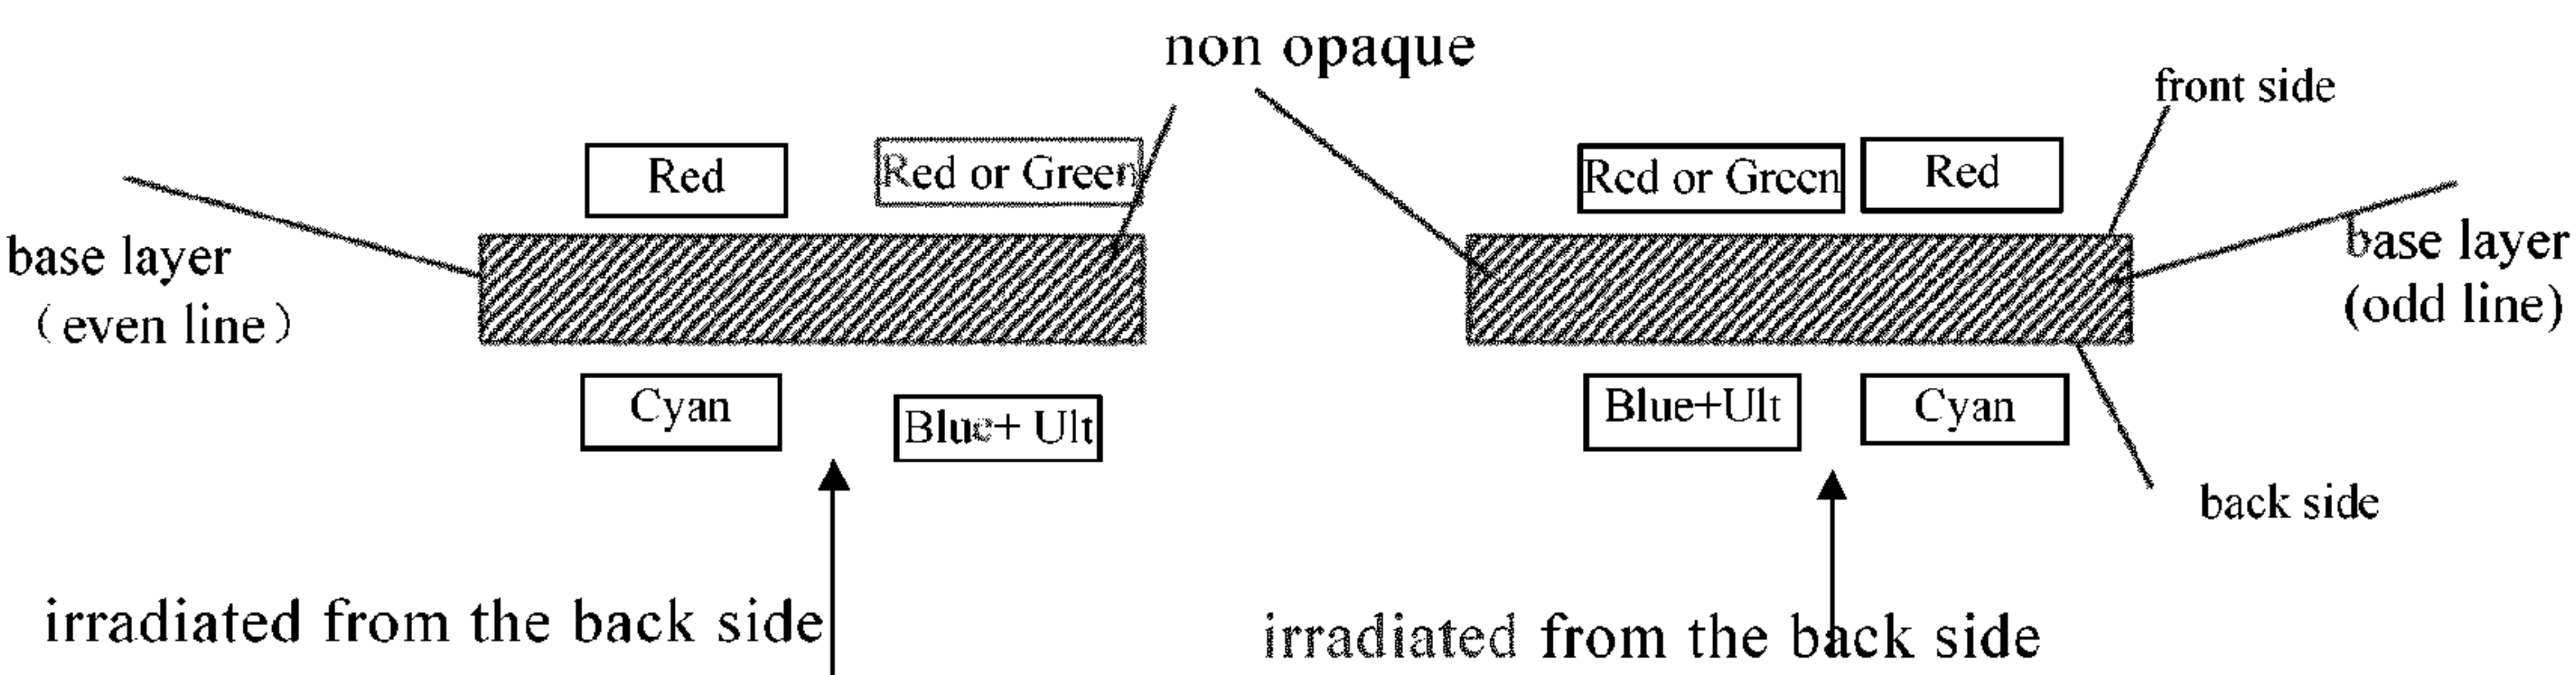 non opaque
front side
Red
Red or Green
Red or Green
Red
base layer
(even line)
base layer
(odd line)
Cyan
Blue+ Ult
Blue+Ult
Cyan
back side
irradiated from the back side
irradiated from the back side